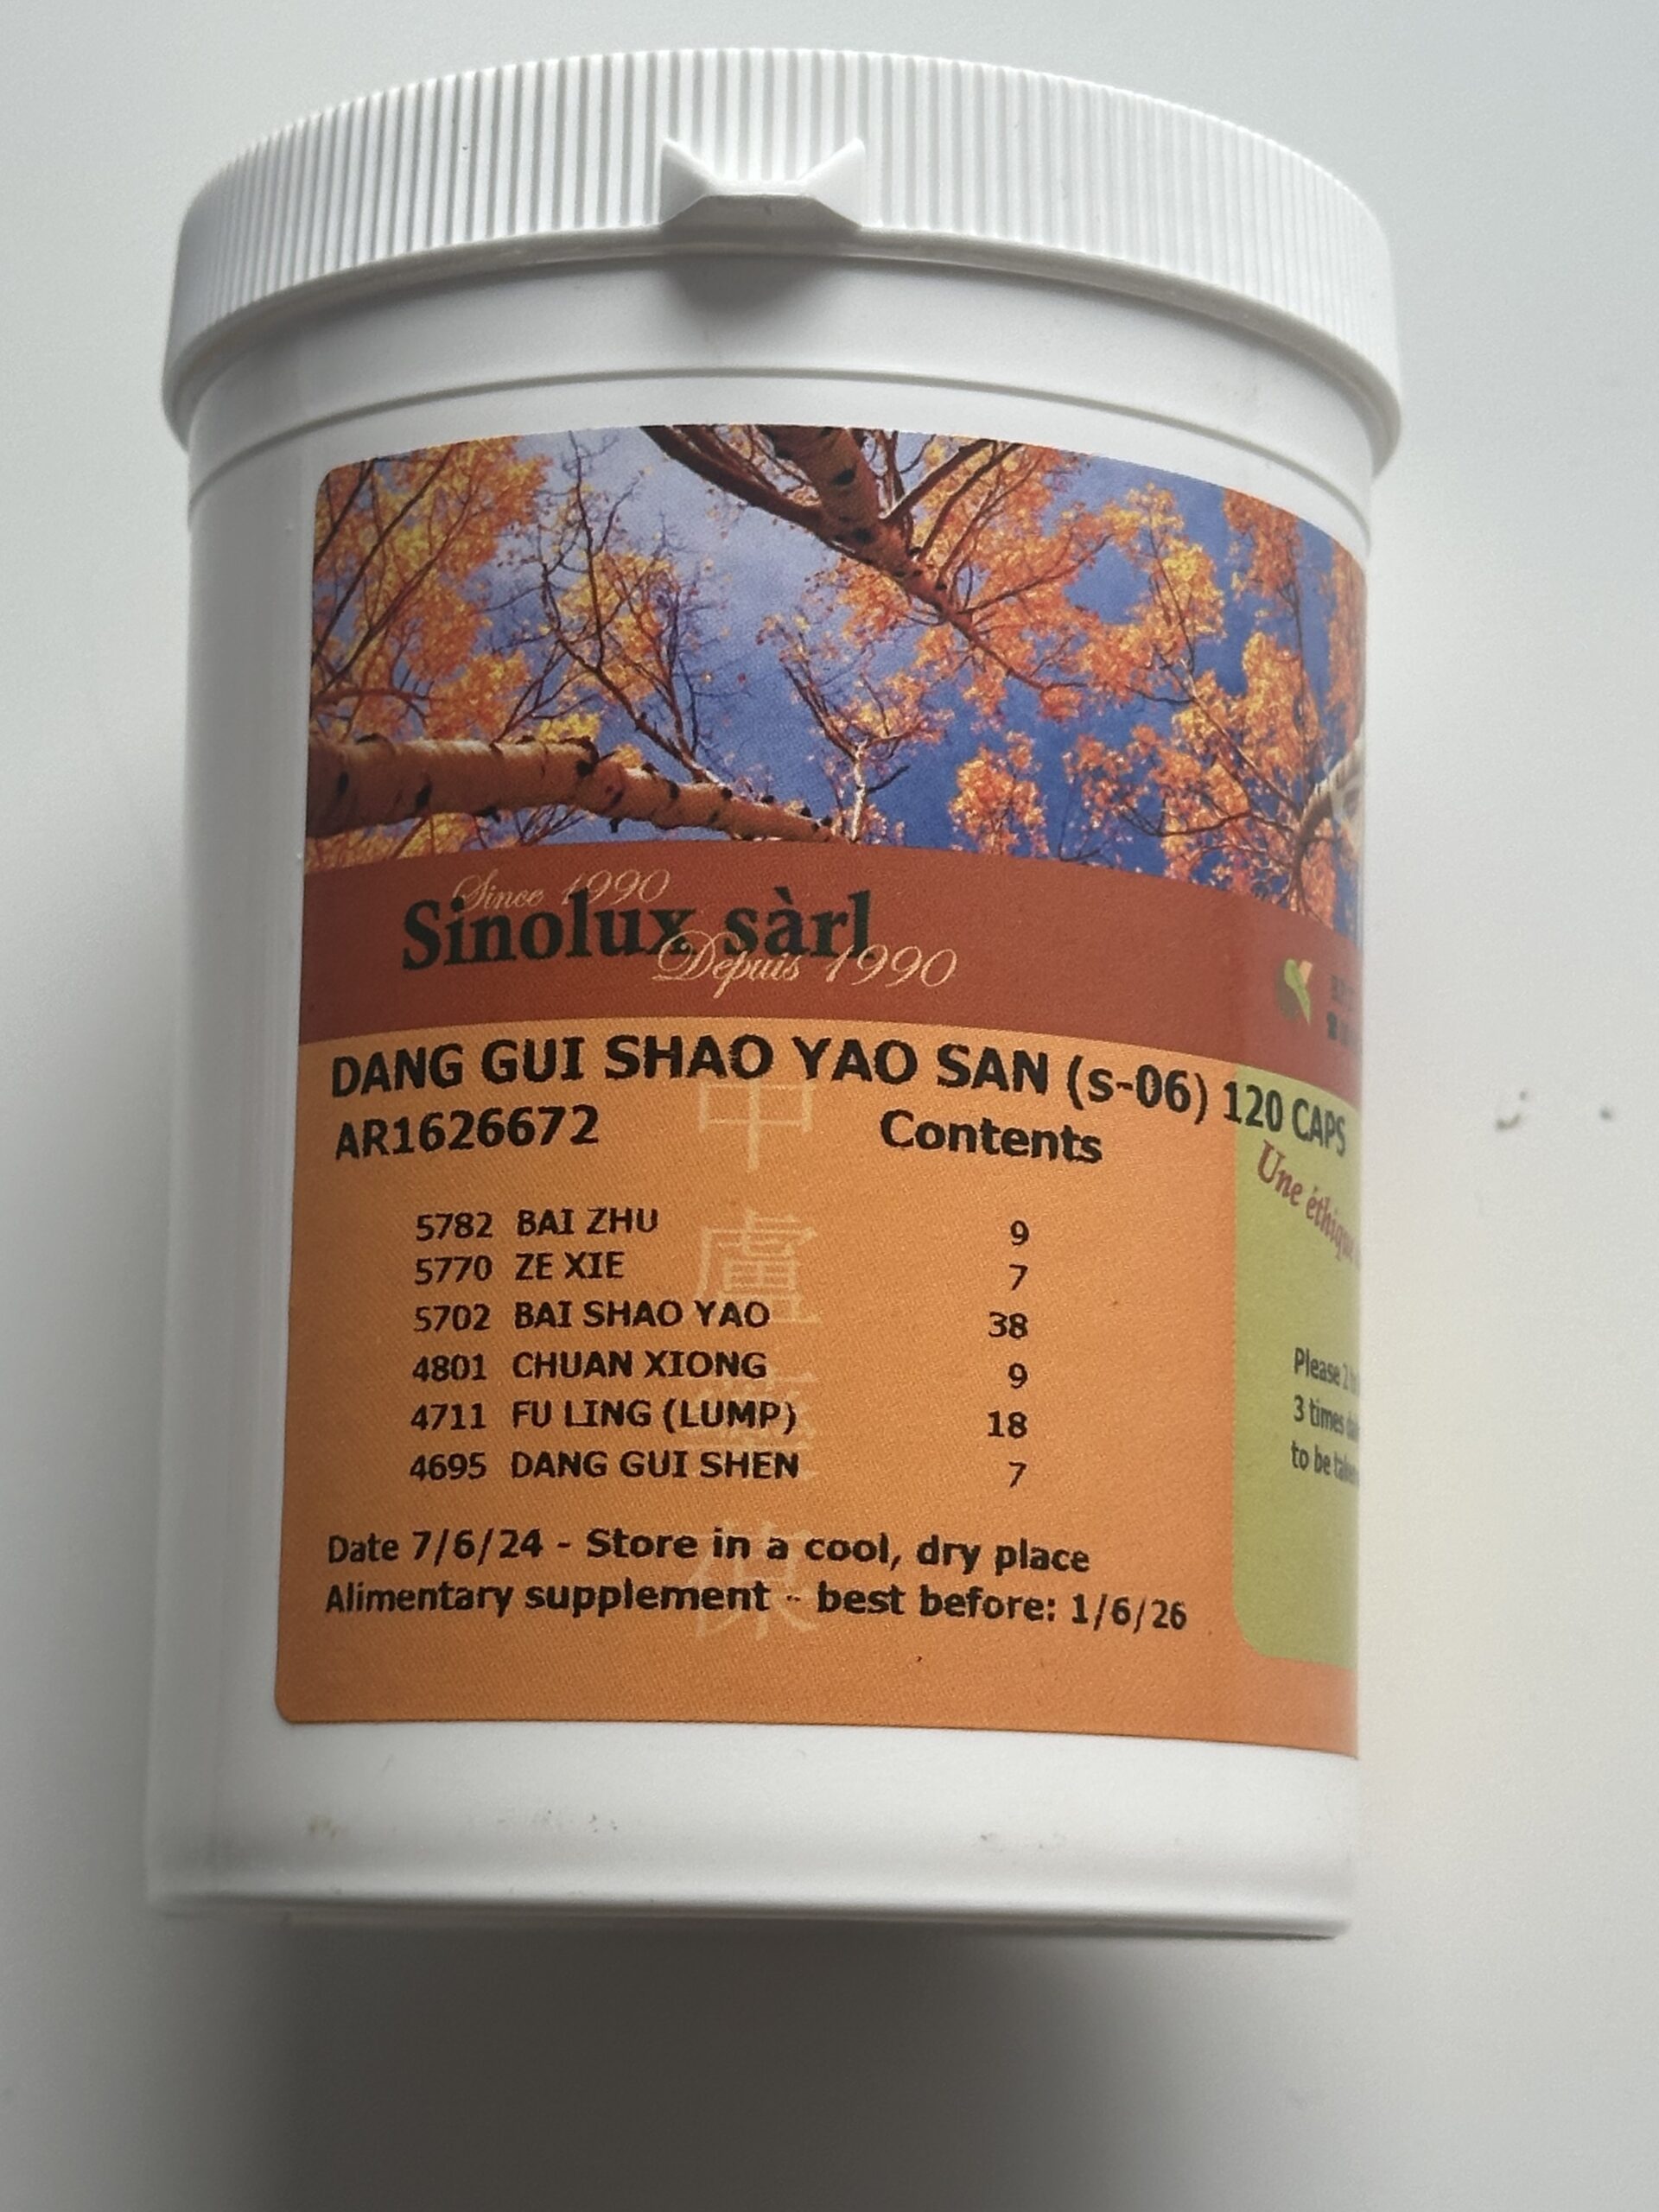 Since 1990
Sinolux sàrl
Depuis 1990
DANG GUI SHAO YAO SAN (s-06) 120 CAPS
AR1626672 Contents
5782 BAI ZHU 9
5770 ZE XIE 7
5702 BAI SHAO YAO 38
4801 CHUAN XIONG 9
4711 FU LING (LUMP) 18
4695 DANG GUI SHEN 7
Date 7/6/24 - Store in a cool, dry place
Alimentary supplement - best before: 1/6/26
Une éthique
Please 2
3 times
to be